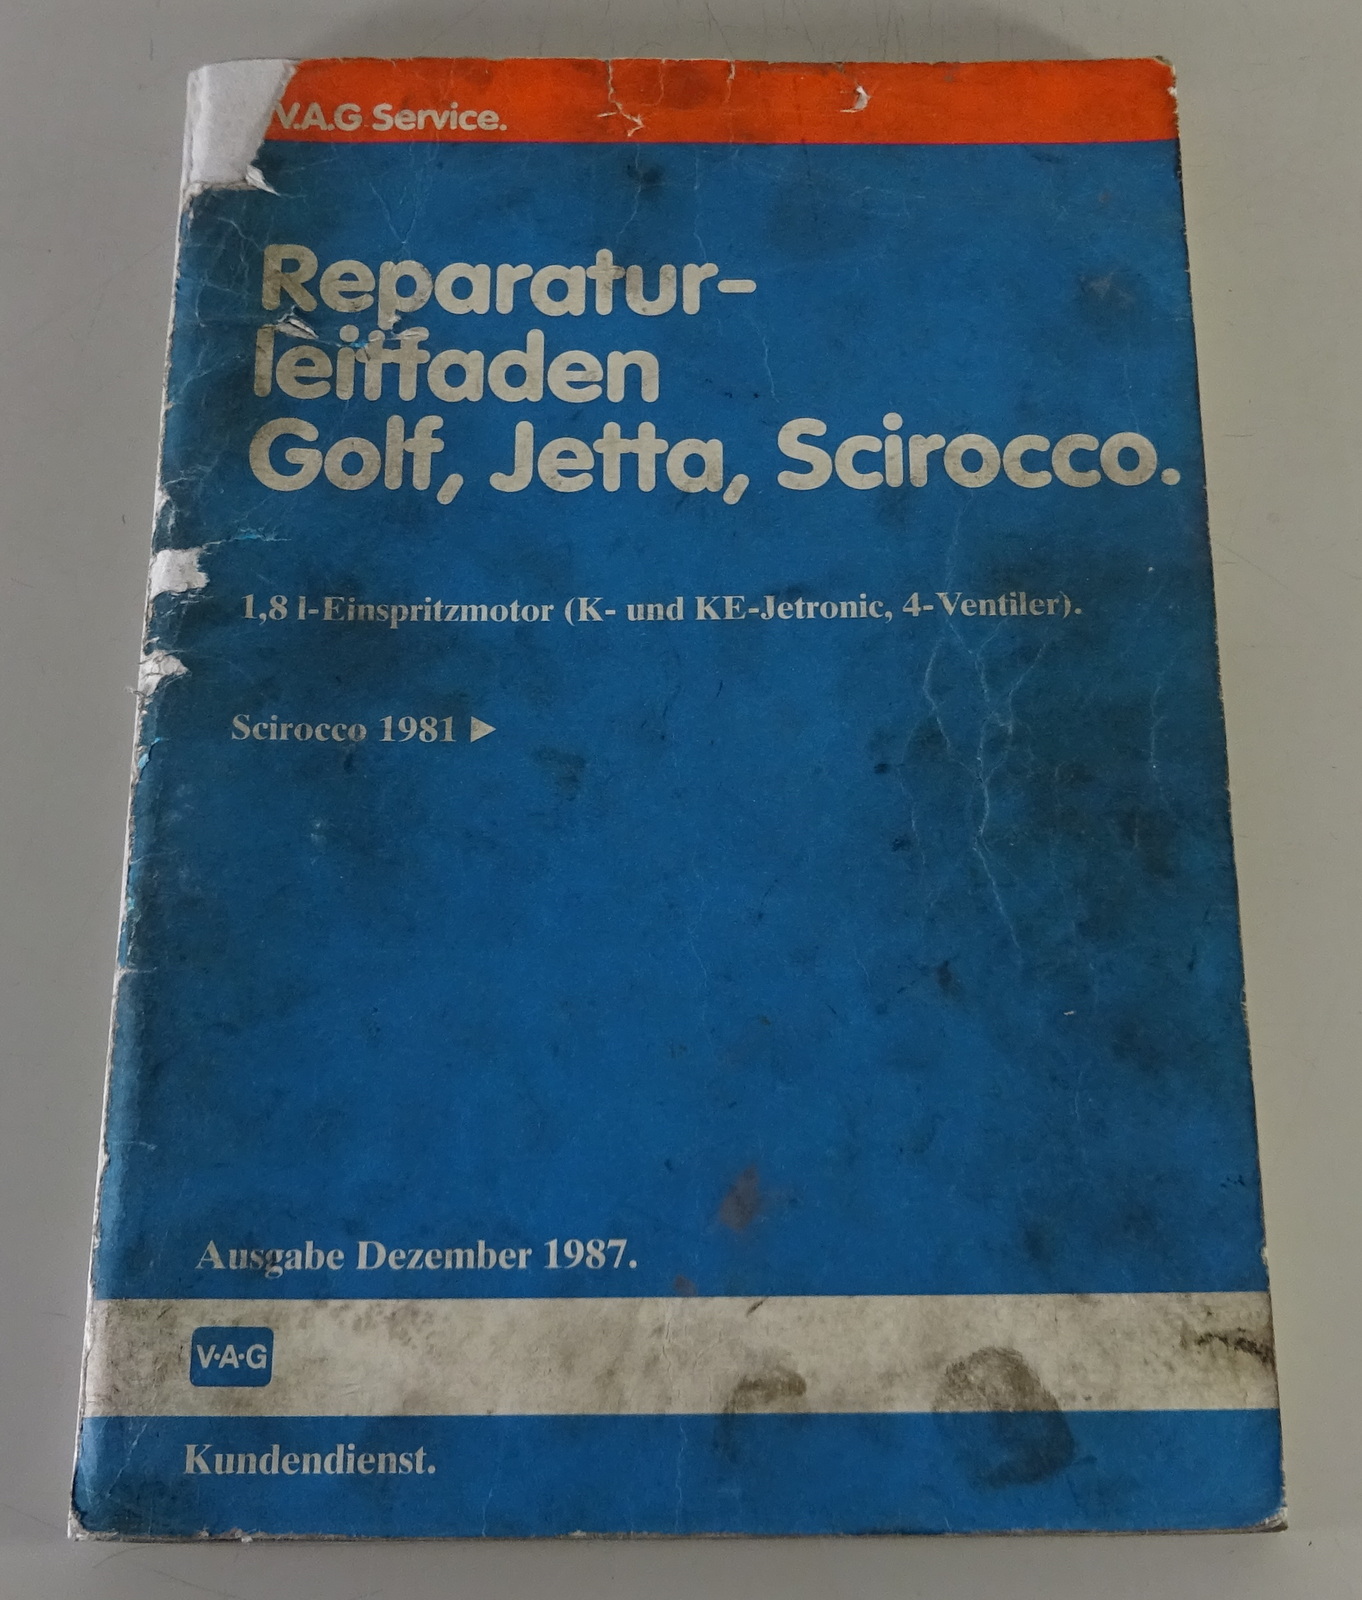 V.A.G Service.
Reparatur-
leitfaden
Golf, Jetta, Scirocco.
1,8 l-Einspritzmotor (K- und KE-Jetronic, 4-Ventiler).
Scirocco 1981 ▶
Ausgabe Dezember 1987.
V·A·G
Kundendienst.